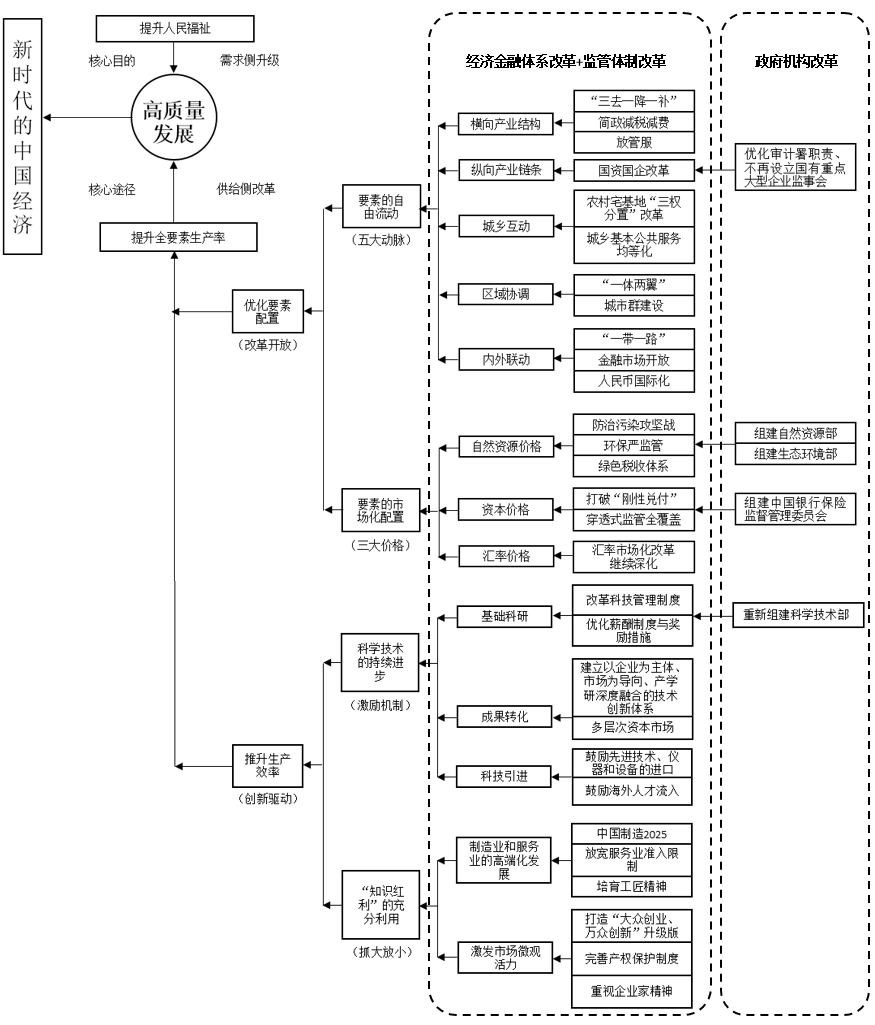 新时代的中国经济
提升人民福祉
核心目的
需求侧升级
高质量
发展
核心途径
供给侧改革
提升全要素生产率
优化要素
配置
（改革开放）
推升生产
效率
（创新驱动）
要素的自
由流动
（五大动脉）
要素的市
场化配置
（三大价格）
科学技术
的持续进
步
（激励机制）
“知识红
利”的充
分利用
（抓大放小）
经济金融体系改革+监管体制改革
横向产业结构
“三去一降一补”
简政减税减费
放管服
纵向产业链条
国资国企改革
城乡互动
农村宅基地“三权
分置”改革
城乡基本公共服务
均等化
区域协调
“一体两翼”
城市群建设
内外联动
“一带一路”
金融市场开放
人民币国际化
自然资源价格
防治污染攻坚战
环保严监管
绿色税收体系
资本价格
打破“刚性兑付”
穿透式监管全覆盖
汇率价格
汇率市场化改革
继续深化
基础科研
改革科技管理制度
优化薪酬制度与奖
励措施
成果转化
建立以企业为主体、
市场为导向、产学
研深度融合的技术
创新体系
多层次资本市场
科技引进
鼓励先进技术、仪
器和设备的进口
鼓励海外人才流入
制造业和服务
业的高端化发
展
中国制造2025
放宽服务业准入限
制
培育工匠精神
激发市场微观
活力
打造“大众创业、
万众创新”升级版
完善产权保护制度
重视企业家精神
政府机构改革
优化审计署职责、
不再设立国有重点
大型企业监事会
组建自然资源部
组建生态环境部
组建中国银行保险
监督管理委员会
重新组建科学技术部